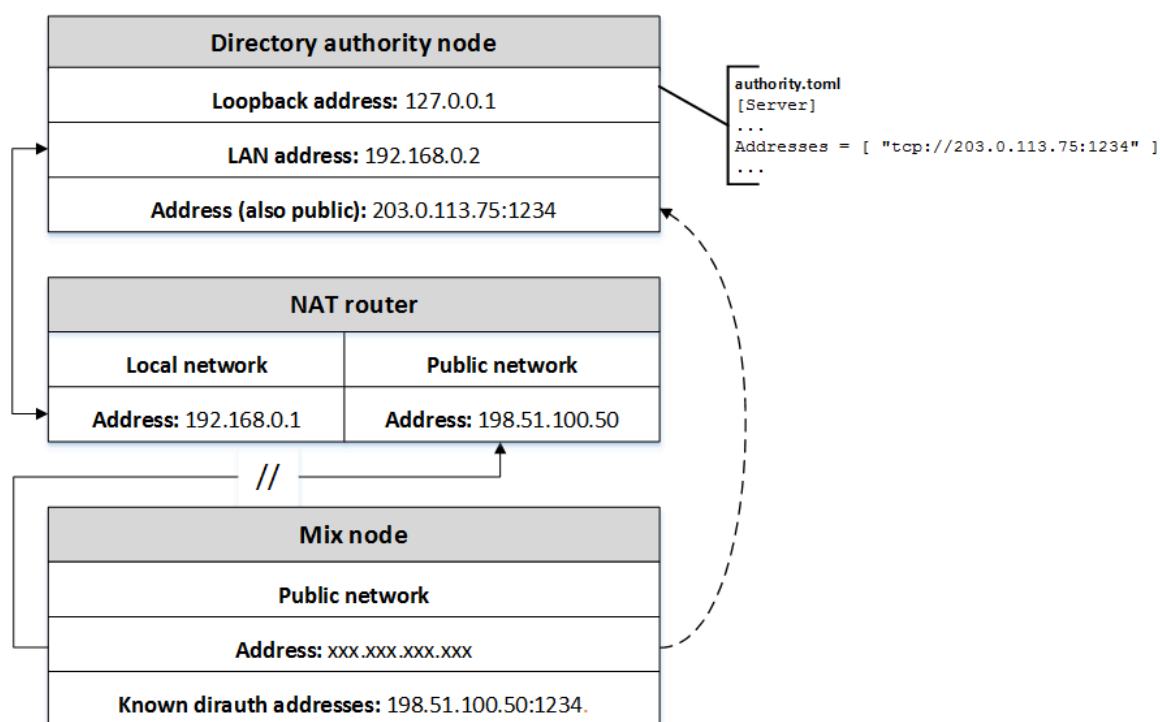 Directory authority node
Loopback address: 127.0.0.1
LAN address: 192.168.0.2
Address (also public): 203.0.113.75:1234
authority.toml
[Server]
...
Addresses = [ "tcp://203.0.113.75:1234" ]
...
NAT router
Local network
Public network
Address: 192.168.0.1
Address: 198.51.100.50
//
Mix node
Public network
Address: xxx.xxx.xxx.xxx
Known dirauth addresses: 198.51.100.50:1234.